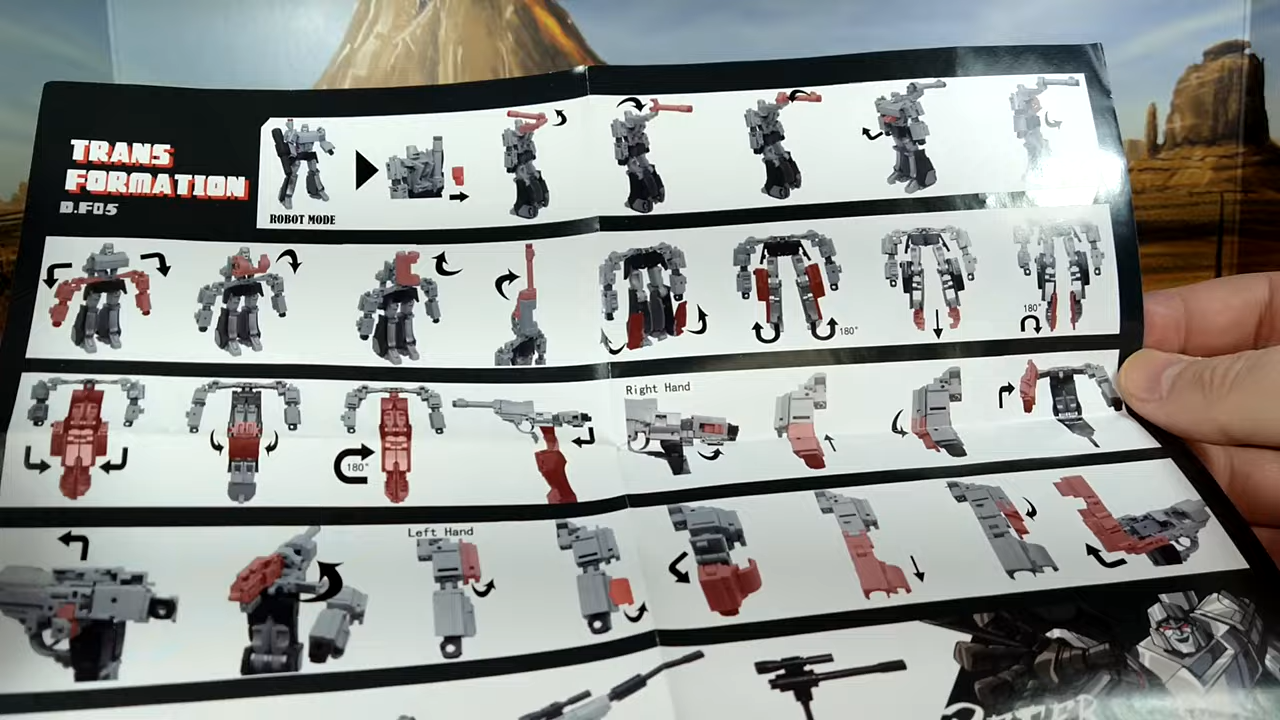 TRANS
FORMATION
D.F05
ROBOT MODE
180°
180°
Right Hand
180°
Left Hand